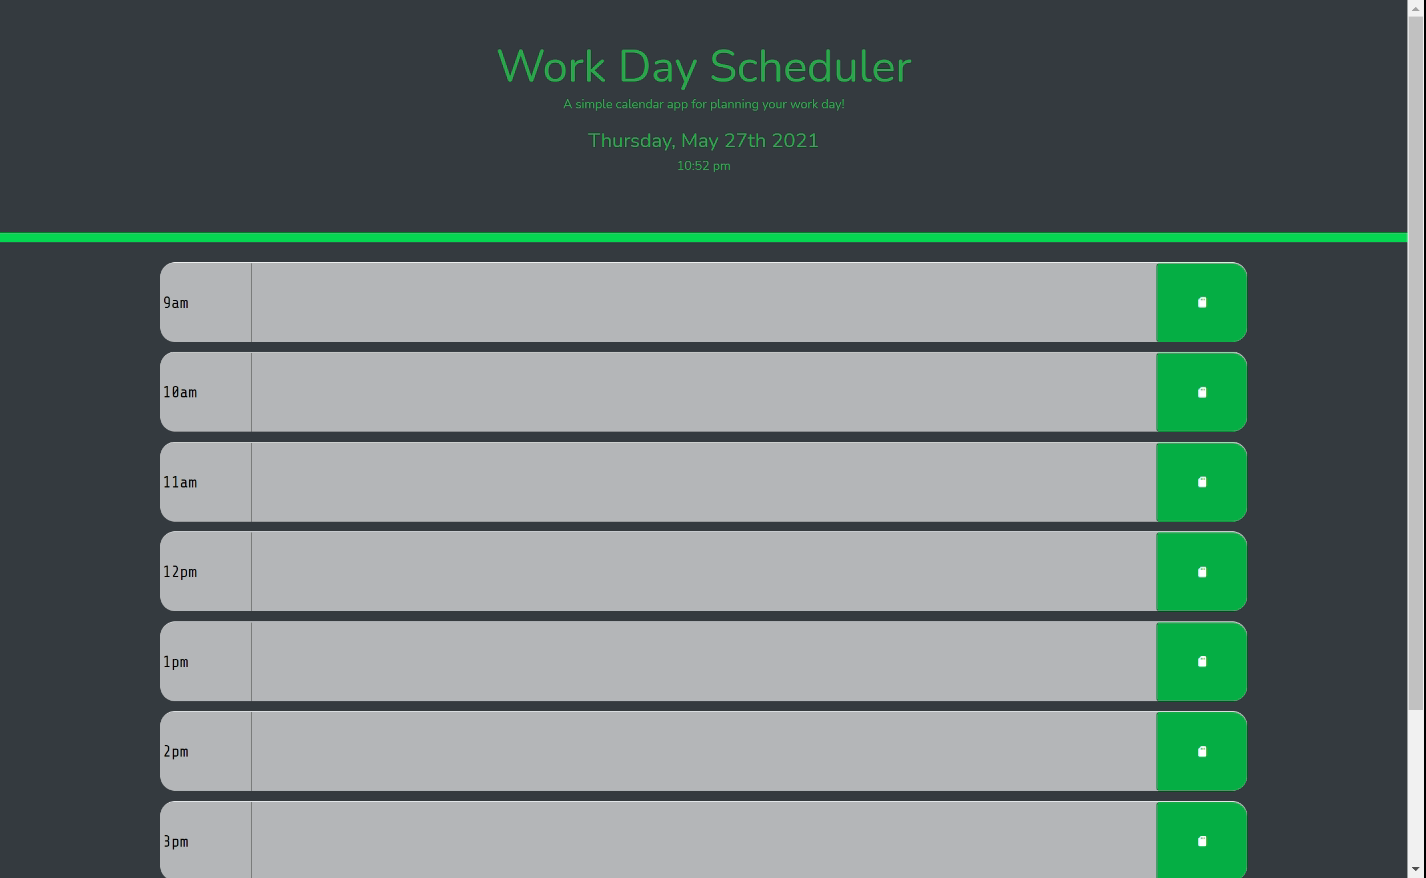 Work Day Scheduler
A simple calendar app for planning your work day!
Thursday, May 27th 2021
10:52 pm
9am
10am
11am
12pm
1pm
2pm
3pm